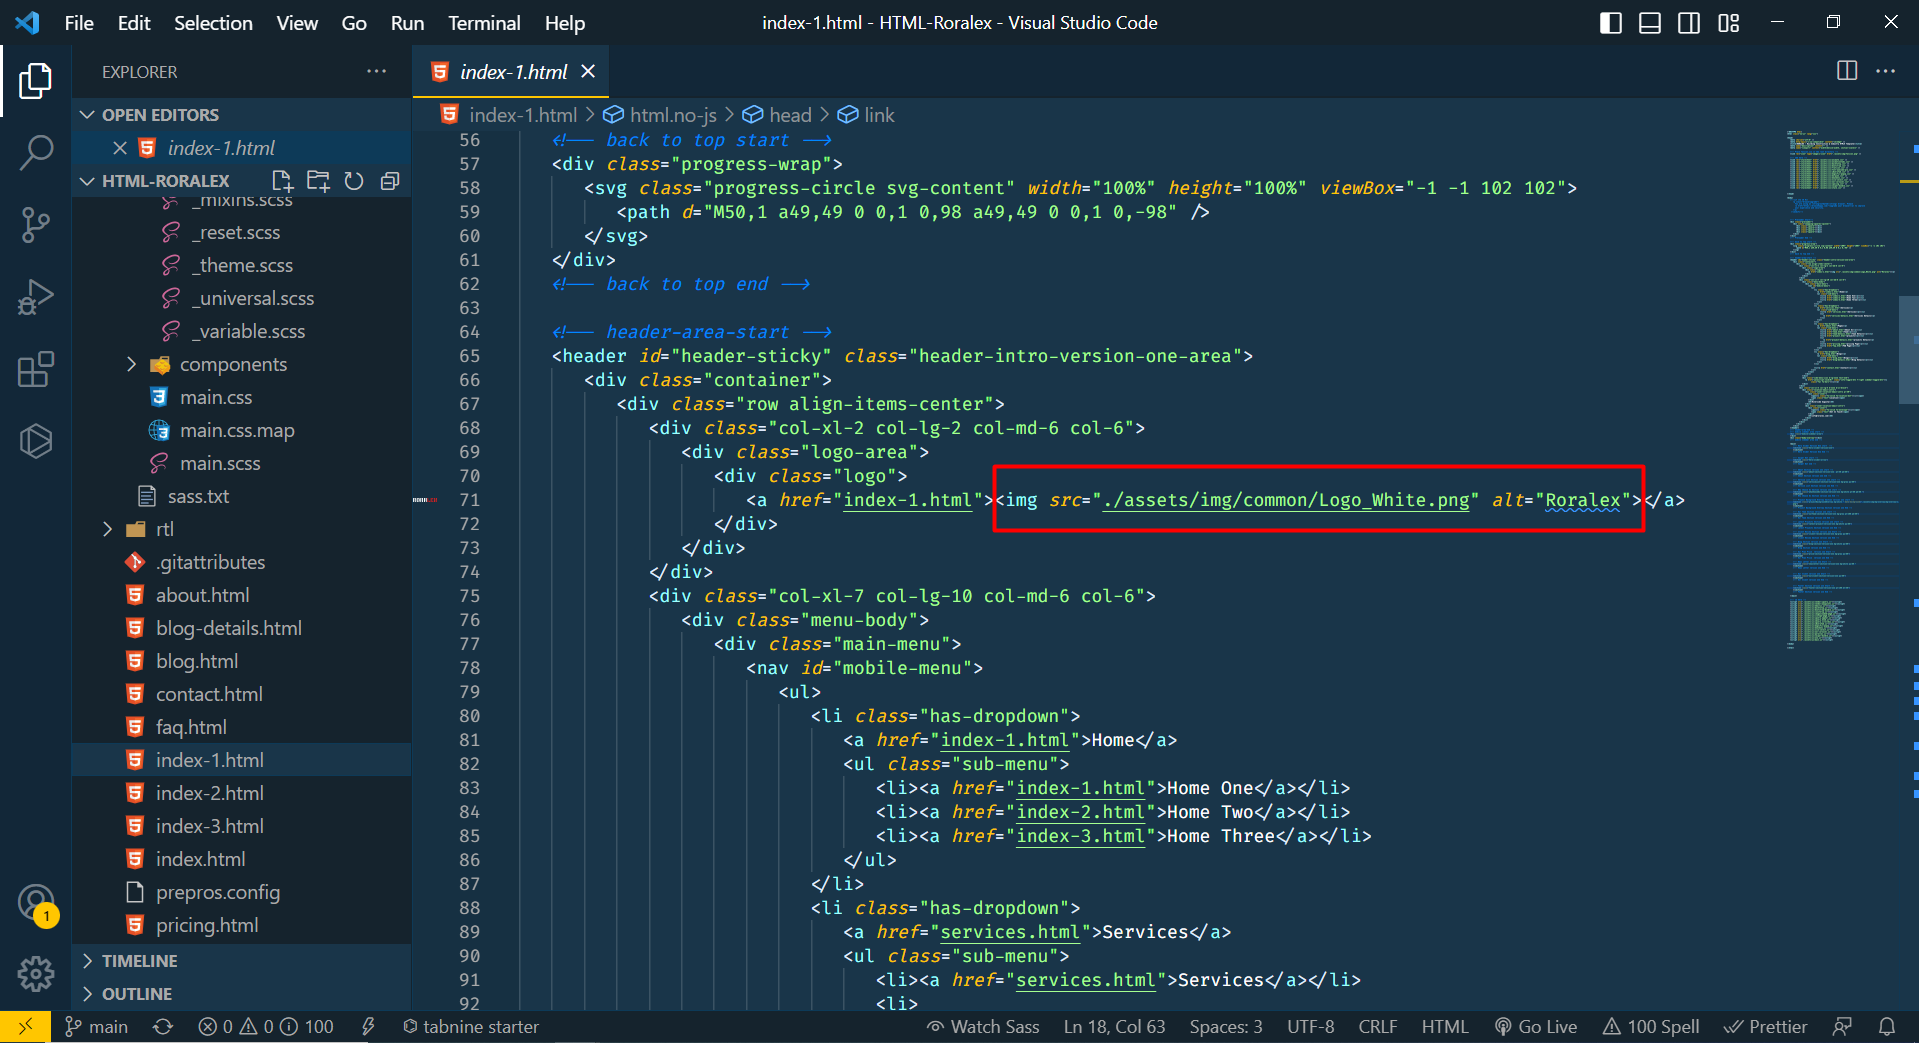 File Edit Selection View Go Run Terminal Help
index-1.html - HTML-Roralex - Visual Studio Code
EXPLORER
OPEN EDITORS
index-1.html
HTML-RORALEX
_mixins.scss
_reset.scss
_theme.scss
_universal.scss
_variable.scss
components
main.css
main.css.map
main.scss
sass.txt
rtl
.gitattributes
about.html
blog-details.html
blog.html
contact.html
faq.html
index-1.html
index-2.html
index-3.html
index.html
prepros.config
pricing.html
TIMELINE
OUTLINE
1
index-1.html
index-1.html > html.no-js > head > link
56 <!-- back to top start -->
57 <div class="progress-wrap">
58 <svg class="progress-circle svg-content" width="100%" height="100%" viewBox="-1 -1 102 102">
59 <path d="M50,1 a49,49 0 0,1 0,98 a49,49 0 0,1 0,-98" />
60 </svg>
61 </div>
62 <!-- back to top end -->
63
64 <!-- header-area-start -->
65 <header id="header-sticky" class="header-intro-version-one-area">
66 <div class="container">
67 <div class="row align-items-center">
68 <div class="col-xl-2 col-lg-2 col-md-6 col-6">
69 <div class="logo-area">
70 <div class="logo">
71 <a href="index-1.html"><img src="./assets/img/common/Logo_White.png" alt="Roralex"></a>
72 </div>
73 </div>
74 </div>
75 <div class="col-xl-7 col-lg-10 col-md-6 col-6">
76 <div class="menu-body">
77 <div class="main-menu">
78 <nav id="mobile-menu">
79 <ul>
80 <li class="has-dropdown">
81 <a href="index-1.html">Home</a>
82 <ul class="sub-menu">
83 <li><a href="index-1.html">Home One</a></li>
84 <li><a href="index-2.html">Home Two</a></li>
85 <li><a href="index-3.html">Home Three</a></li>
86 </ul>
87 </li>
88 <li class="has-dropdown">
89 <a href="services.html">Services</a>
90 <ul class="sub-menu">
91 <li><a href="services.html">Services</a></li>
92 <li>
main 0 0 100 tabnine starter Watch Sass Ln 18, Col 63 Spaces: 3 UTF-8 CRLF HTML Go Live 100 Spell Prettier